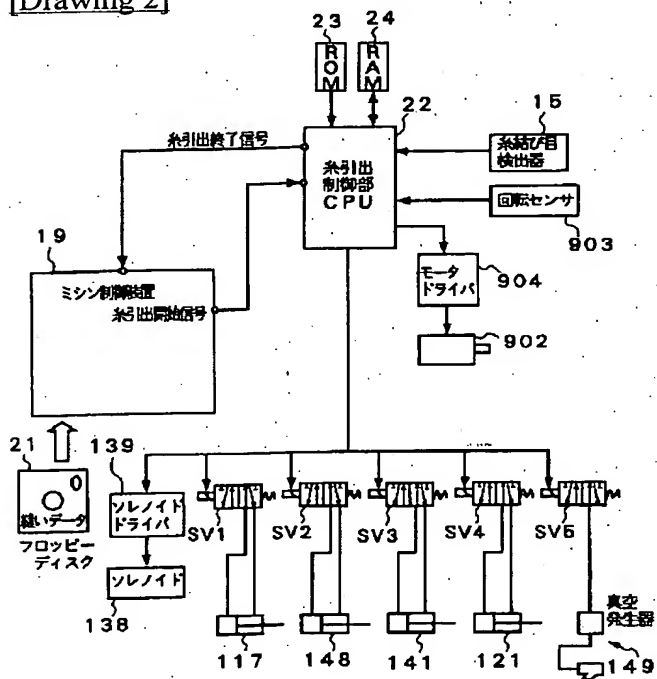 [Drawing 2]
23
24
ROM
RAM
22
15
糸引出終了信号
糸引出
制御部
CPU
糸結び目
検出器
回転センサ
903
19
ミシン制御装置
糸引出開始信号
モータ
ドライバ
904
902
21
縫いデータ
フロッピー
ディスク
139
ソレノイド
ドライバ
ソレノイド
138
SV1
SV2
SV3
SV4
SV5
117
148
141
121
真空
発生器
149